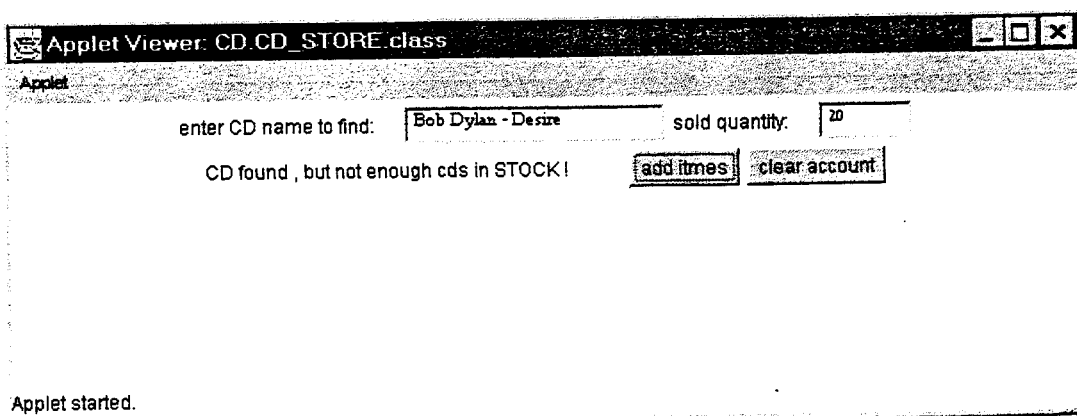 Applet Viewer: CD.CD_STORE.class
Applet
enter CD name to find: Bob Dylan - Desire sold quantity: 20
CD found , but not enough cds in STOCK ! add itmes clear account
Applet started.